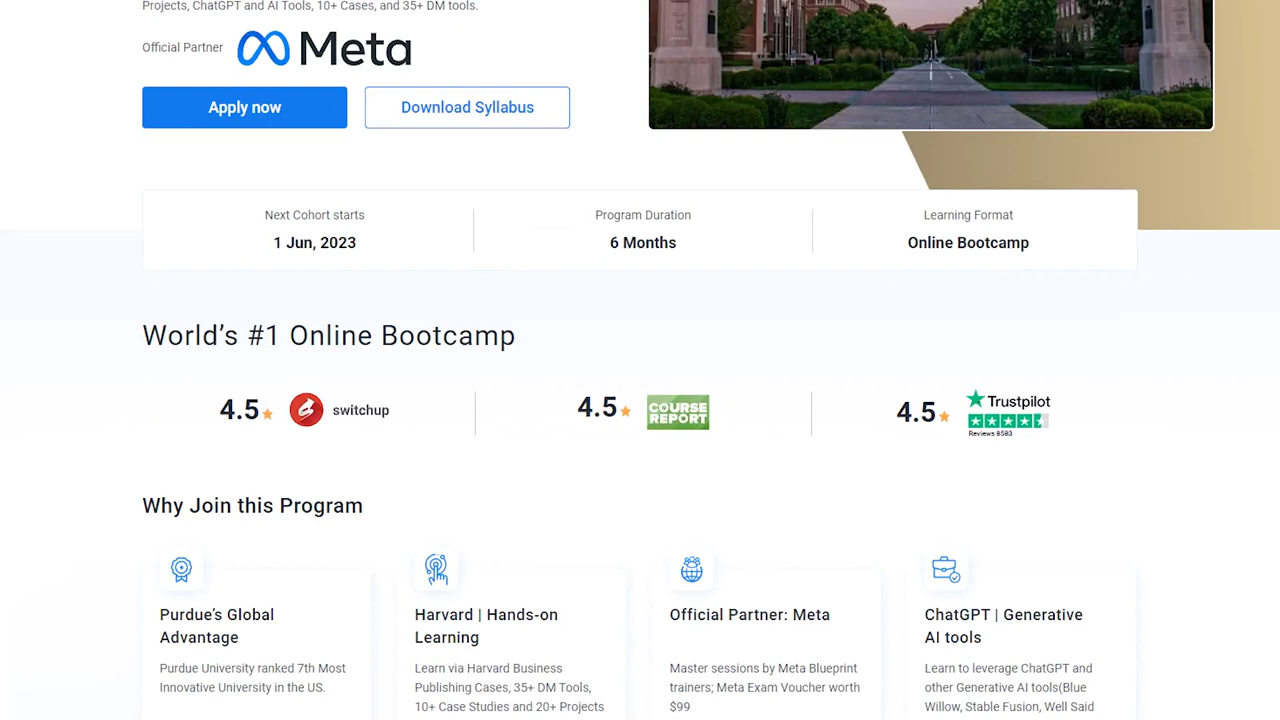 Projects, ChatGPT and AI Tools, 10+ Cases, and 35+ DM tools.
Official Partner
Meta
Apply now
Download Syllabus
Next Cohort starts
1 Jun, 2023
Program Duration
6 Months
Learning Format
Online Bootcamp
World's #1 Online Bootcamp
4.5
switchup
4.5
COURSE
REPORT
4.5
Trustpilot
Reviews 8583
Why Join this Program
Purdue's Global
Advantage
Purdue University ranked 7th Most
Innovative University in the US.
Harvard | Hands-on
Learning
Learn via Harvard Business
Publishing Cases, 35+ DM Tools,
10+ Case Studies and 20+ Projects
Official Partner: Meta
Master sessions by Meta Blueprint
trainers; Meta Exam Voucher worth
$99
ChatGPT | Generative
AI tools
Learn to leverage ChatGPT and
other Generative AI tools(Blue
Willow, Stable Fusion, Well Said